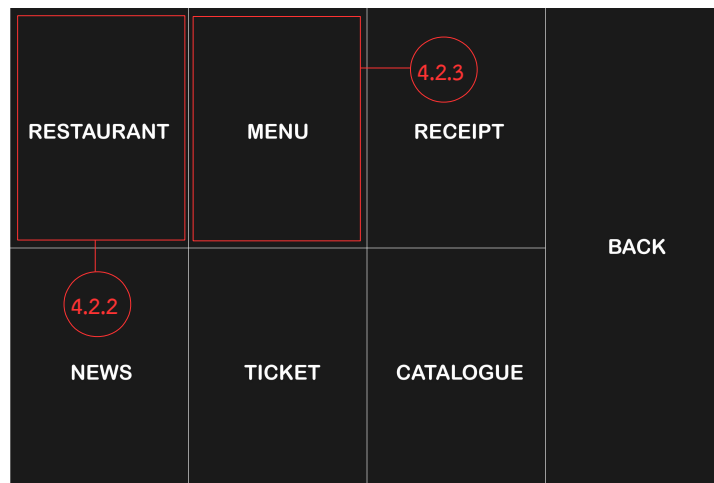 4.2.3
RESTAURANT
MENU
RECEIPT
BACK
4.2.2
NEWS
TICKET
CATALOGUE